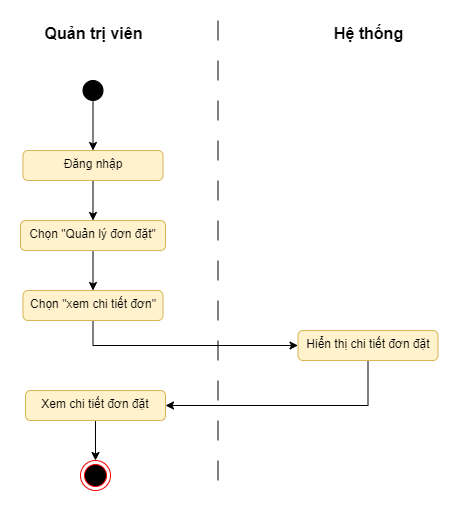 Quản trị viên
Hệ thống
Đăng nhập
Chọn "Quản lý đơn đặt"
Chọn "xem chi tiết đơn"
Hiển thị chi tiết đơn đặt
Xem chi tiết đơn đặt